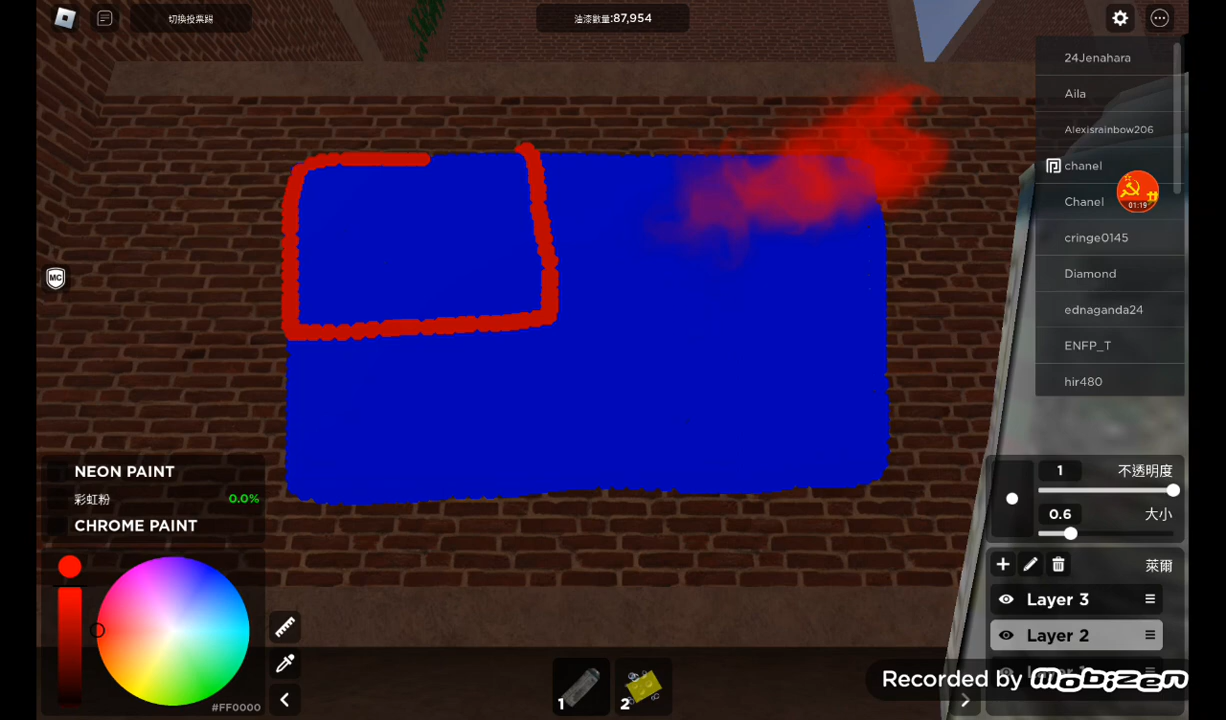 切換投票踢
油漆數量:87,954
24Jenahara
Aila
Alexisrainbow206
chanel
Chanel
01:19
cringe0145
Diamond
ednaganda24
ENFP_T
hir480
MC
NEON PAINT
彩虹粉 0.0%
CHROME PAINT
#FF0000
1 不透明度
0.6 大小
萊爾
Layer 3
Layer 2
1
2
Recorded by mobizen